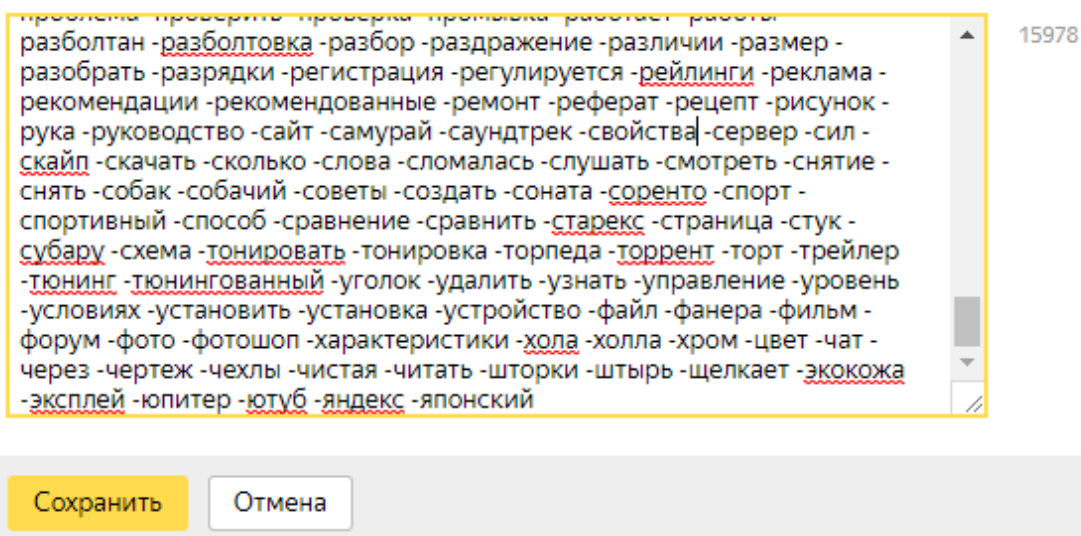 15978
разболтан -разболтовка -разбор -раздражение -различии -размер -
разобрать -разрядки -регистрация -регулируется -рейлинги -реклама -
рекомендации -рекомендованные -ремонт -реферат -рецепт -рисунок -
рука -руководство -сайт -самурай -саундтрек -свойства -сервер -сил -
скайп -скачать -сколько -слова -сломалась -слушать -смотреть -снятие -
снять -собак -собачий -советы -создать -соната -соренто -спорт -
спортивный -способ -сравнение -сравнить -старекс -страница -стук -
субару -схема -тонировать -тонировка -торпеда -торрент -торт -трейлер
-тюнинг -тюнингованный -уголок -удалить -узнать -управление -уровень
-условиях -установить -установка -устройство -файл -фанера -фильм -
форум -фото -фотошоп -характеристики -хола -холла -хром -цвет -чат -
через -чертеж -чехлы -чистая -читать -шторки -штырь -щелкает -экокожа
-эксплей -юпитер -ютуб -яндекс -японский
Сохранить Отмена